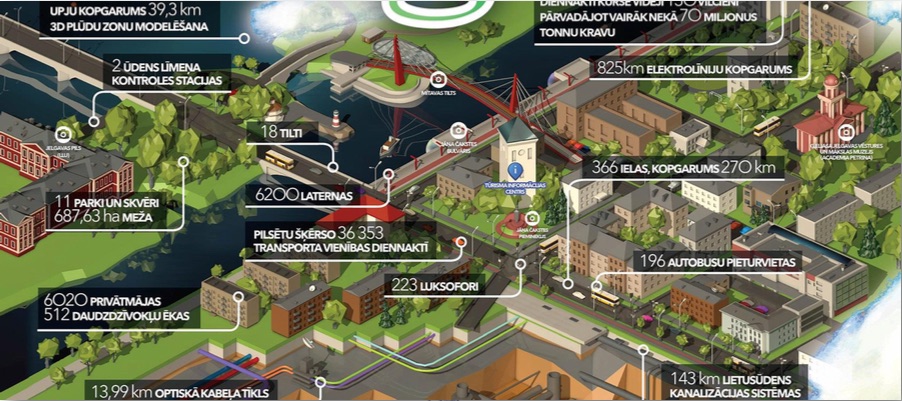 UPJU KOPGARUMS 39,3 km
3D PLŪDU ZONU MODELĒŠANA
DIENNAKTĪ KURSĒ VIDĒJI 130 VILCIENI
PĀRVADĀJOT VAIRĀK NEKĀ 70 MILJONUS
TONNU KRAVU
2 ŪDENS LĪMEŅA
KONTROLES STACIJAS
825km ELEKTROLĪNIJU KOPGARUMS
MĪTAVAS TILTS
18 TILTI
JĀŅA ČAKSTES
BULVĀRIS
JELGAVAS PILS
(LLU)
G.ELIASA JELGAVAS VĒSTURES
UN MĀKSLAS MUZEJS
(ACADEMIA PETRINA)
366 IELAS, KOPGARUMS 270 km
6200 LATERNAS
TŪRISMA INFORMĀCIJAS
CENTRS
11 PARKI UN SKVĒRI
687,63 ha MEŽA
JĀŅA ČAKSTES
PIEMINEKLIS
PILSĒTU ŠĶĒRSO 36 353
TRANSPORTA VIENĪBAS DIENNAKTĪ
196 AUTOBUSU PIETURVIETAS
223 LUKSOFORI
6020 PRIVĀTMĀJAS
512 DAUDZDZĪVOKĻU ĒKAS
13,99 km OPTISKĀ KABEĻA TĪKLS
143 km LIETUSŪDENS
KANALIZĀCIJAS SISTĒMAS